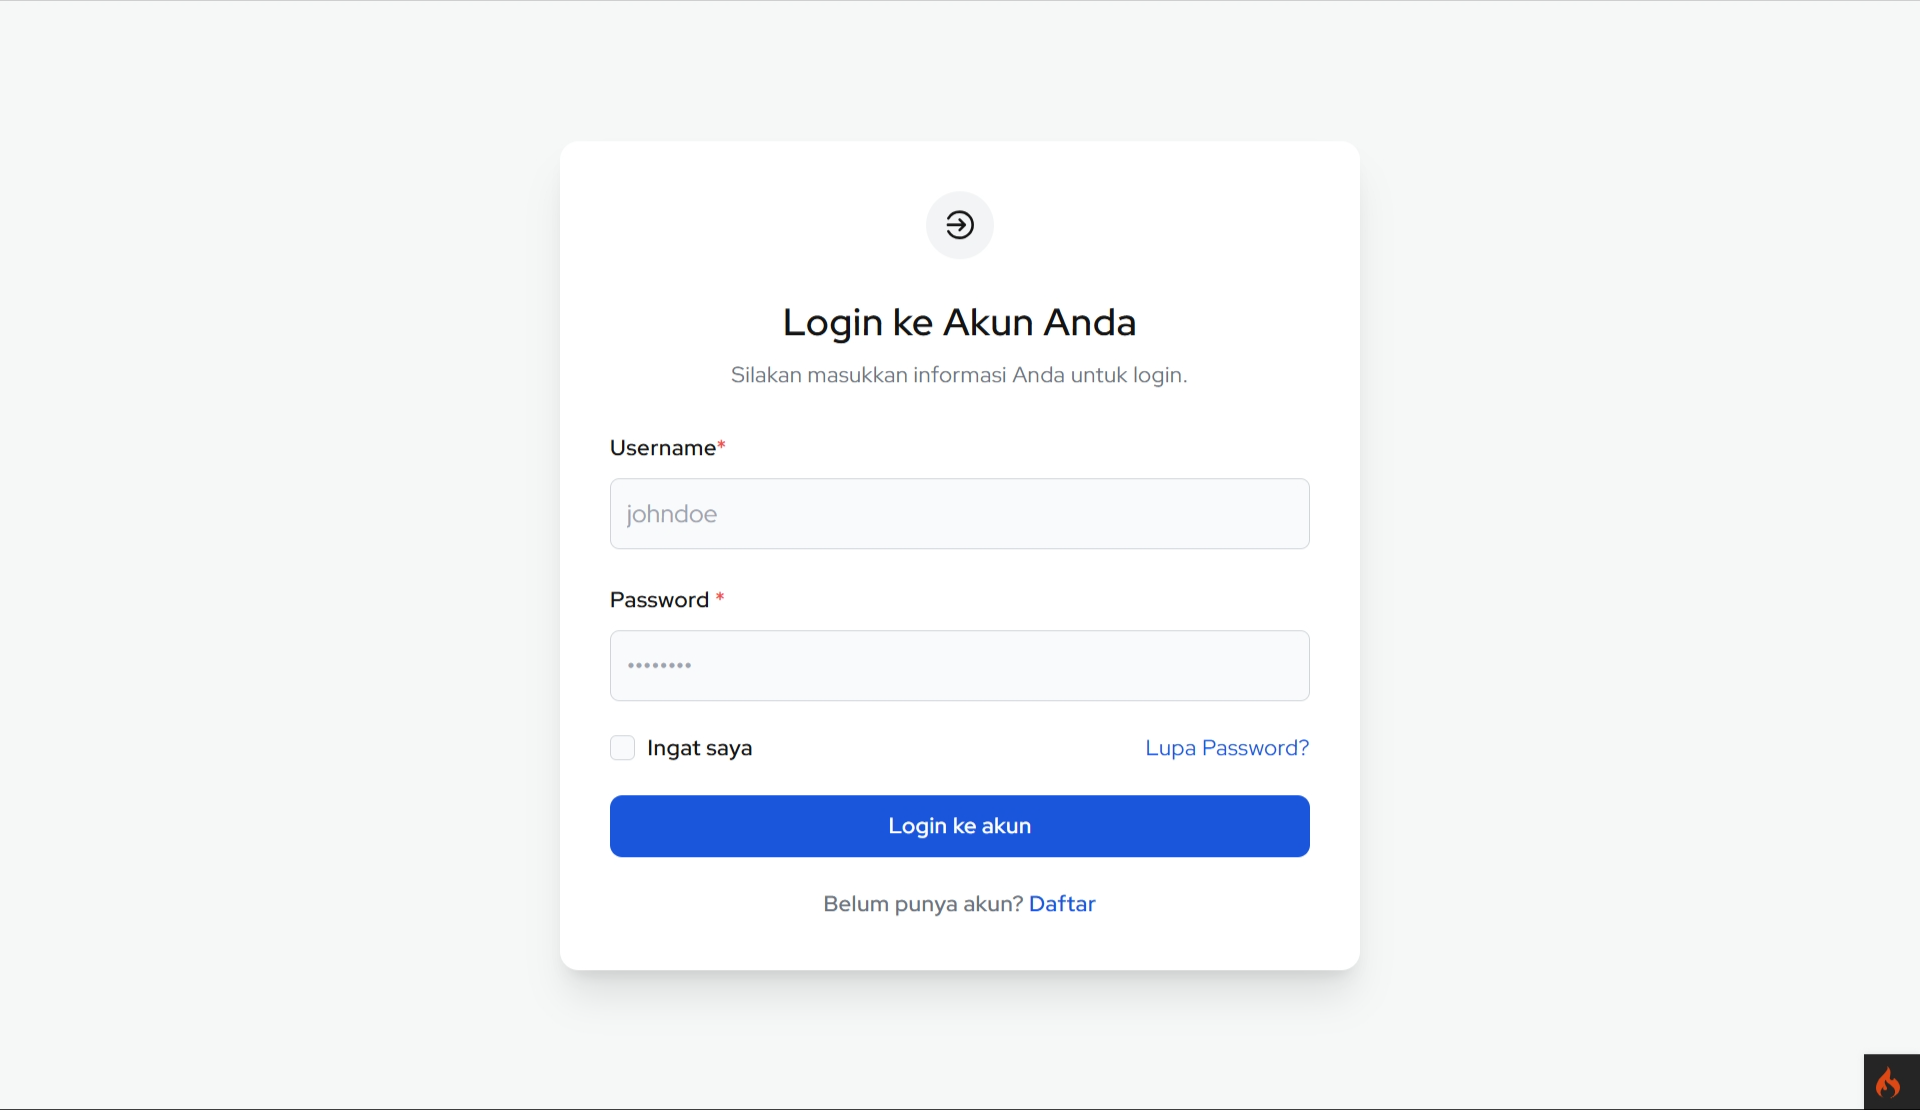 Login ke Akun Anda
Silakan masukkan informasi Anda untuk login.
Username*
johndoe
Password *
••••••••
Ingat saya
Lupa Password?
Login ke akun
Belum punya akun? Daftar